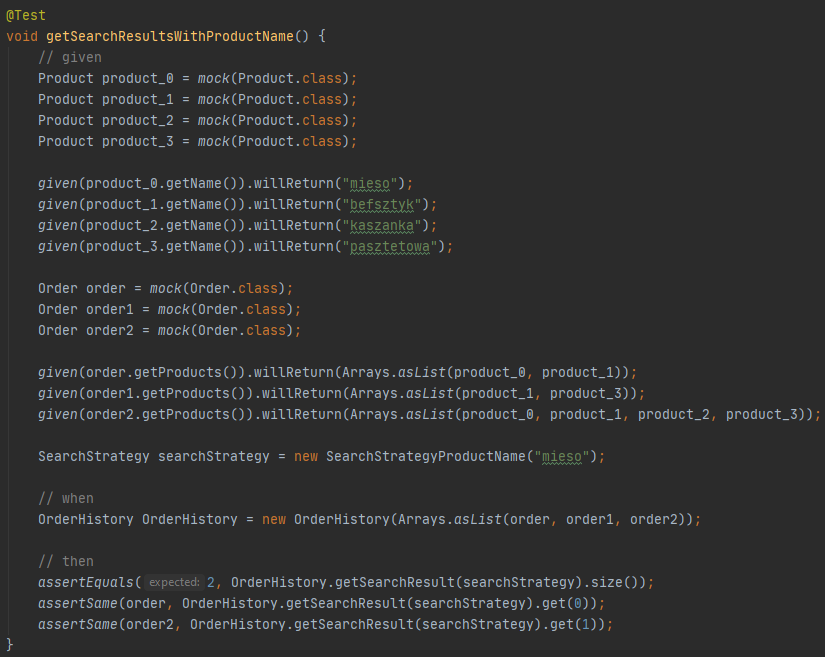 @Test
void getSearchResultsWithProductName() {
// given
Product product_0 = mock(Product.class);
Product product_1 = mock(Product.class);
Product product_2 = mock(Product.class);
Product product_3 = mock(Product.class);
given(product_0.getName()).willReturn("mieso");
given(product_1.getName()).willReturn("befsztyk");
given(product_2.getName()).willReturn("kaszanka");
given(product_3.getName()).willReturn("pasztetowa");
Order order = mock(Order.class);
Order order1 = mock(Order.class);
Order order2 = mock(Order.class);
given(order.getProducts()).willReturn(Arrays.asList(product_0, product_1));
given(order1.getProducts()).willReturn(Arrays.asList(product_1, product_3));
given(order2.getProducts()).willReturn(Arrays.asList(product_0, product_1, product_2, product_3));
SearchStrategy searchStrategy = new SearchStrategyProductName("mieso");
// when
OrderHistory OrderHistory = new OrderHistory(Arrays.asList(order, order1, order2));
// then
assertEquals( expected: 2, OrderHistory.getSearchResult(searchStrategy).size());
assertSame(order, OrderHistory.getSearchResult(searchStrategy).get(0));
assertSame(order2, OrderHistory.getSearchResult(searchStrategy).get(1));
}